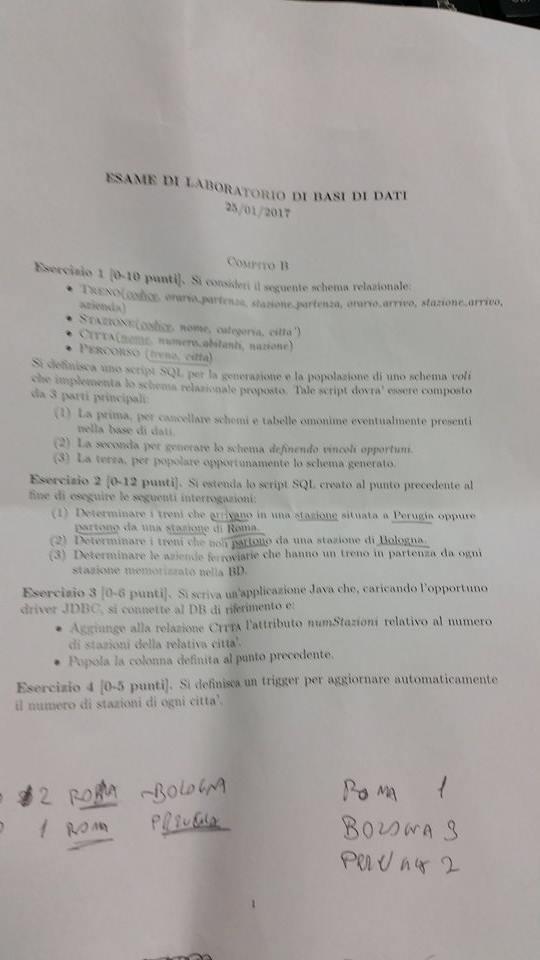 ESAME DI LABORATORIO DI BASI DI DATI
25/01/2017
COMPITO B
Esercizio 1 [0-10 punti]. Si consideri il seguente schema relazionale:
• TRENO(codice, orario_partenza, stazione_partenza, orario_arrivo, stazione_arrivo,
azienda)
• STAZIONE(codice, nome, categoria, citta')
• CITTA(nome, numero_abitanti, nazione)
• PERCORSO (treno, citta)
Si definisca uno script SQL per la generazione e la popolazione di uno schema voli
che implementa lo schema relazionale proposto. Tale script dovra' essere composto
da 3 parti principali:
(1) La prima, per cancellare schemi e tabelle omonime eventualmente presenti
nella base di dati.
(2) La seconda per generare lo schema definendo vincoli opportuni.
(3) La terza, per popolare opportunamente lo schema generato.
Esercizio 2 [0-12 punti]. Si estenda lo script SQL creato al punto precedente al
fine di eseguire le seguenti interrogazioni:
(1) Determinare i treni che arrivano in una stazione situata a Perugia oppure
partono da una stazione di Roma.
(2) Determinare i treni che non partono da una stazione di Bologna.
(3) Determinare le aziende ferroviarie che hanno un treno in partenza da ogni
stazione memorizzato nella BD.
Esercizio 3 [0-6 punti]. Si scriva un'applicazione Java che, caricando l'opportuno
driver JDBC, si connette al DB di riferimento e:
• Aggiunge alla relazione CITTA l'attributo numStazioni relativo al numero
di stazioni della relativa citta'.
• Popola la colonna definita al punto precedente.
Esercizio 4 [0-5 punti]. Si definisca un trigger per aggiornare automaticamente
il numero di stazioni di ogni citta'.
2 ROMA BOLOGNA
1 ROMA PERUGIA
ROMA 1
BOLOGNA 3
PERUGIA 2
1